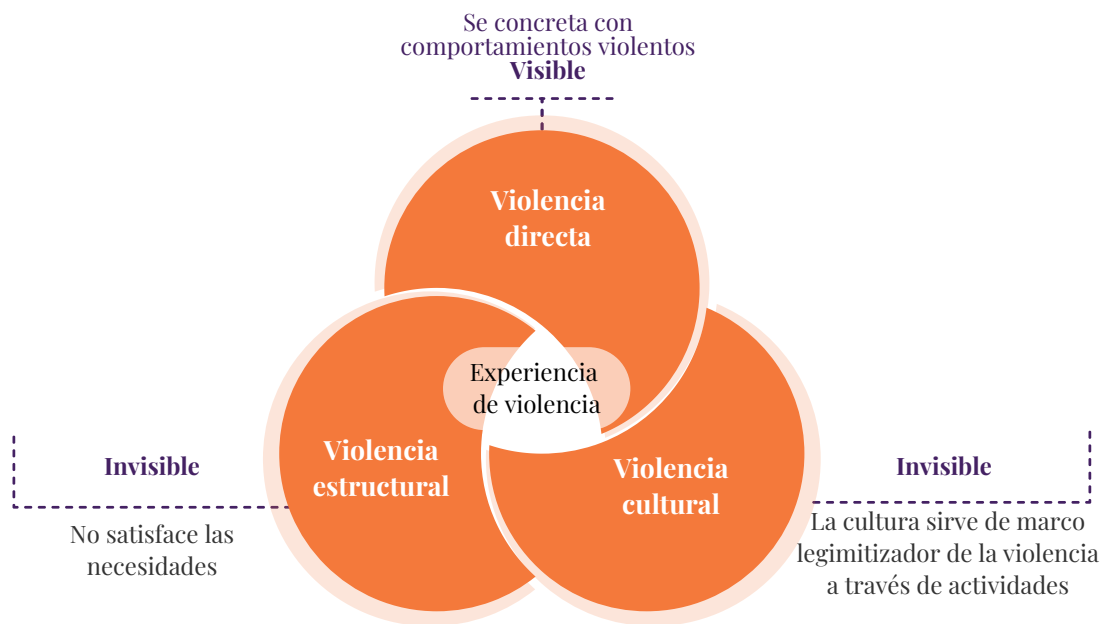 Se concreta con
comportamientos violentos
Visible
Violencia
directa
Experiencia
de violencia
Violencia
estructural
Violencia
cultural
Invisible
No satisface las
necesidades
Invisible
La cultura sirve de marco
legimitizador de la violencia
a través de actividades